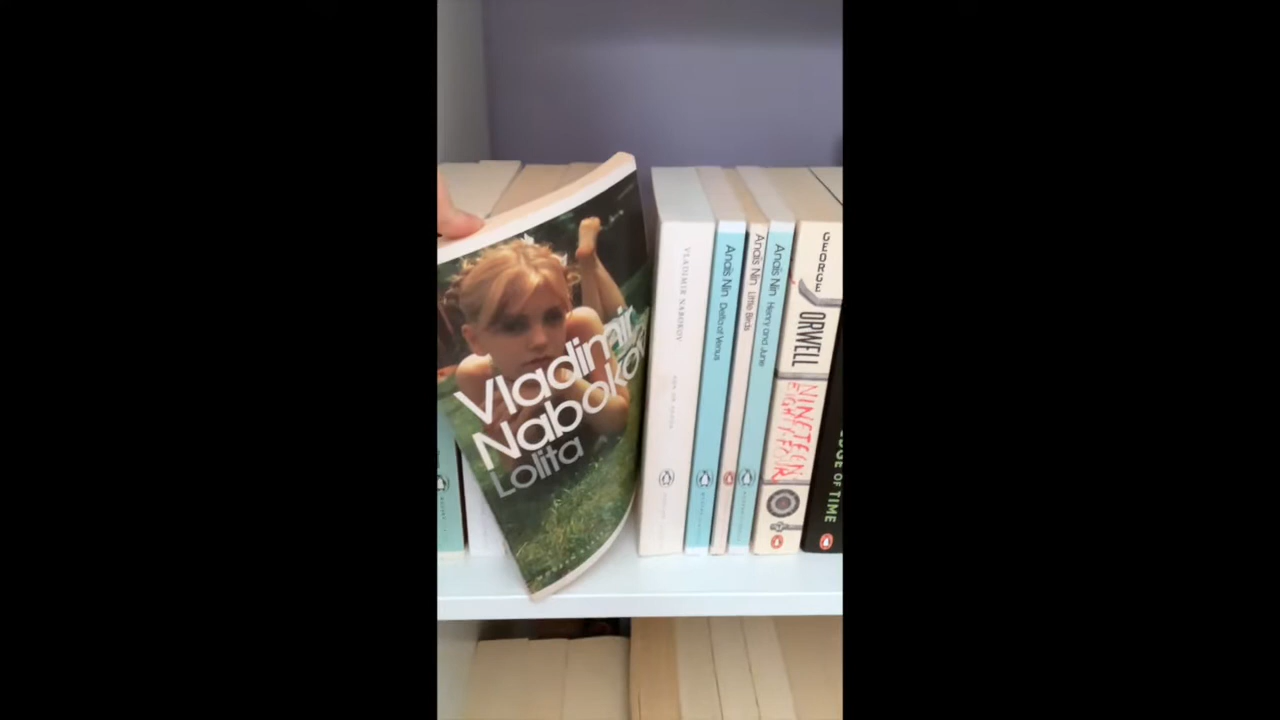 Vladimir
Nabokov
Lolita
VLADIMIR NABOKOV
Anaïs Nin Delta of Venus
Anaïs Nin Little Birds
Anaïs Nin Henry and June
GEORGE
ORWELL
NINETEEN
EIGHTY-FOUR
OF TIME